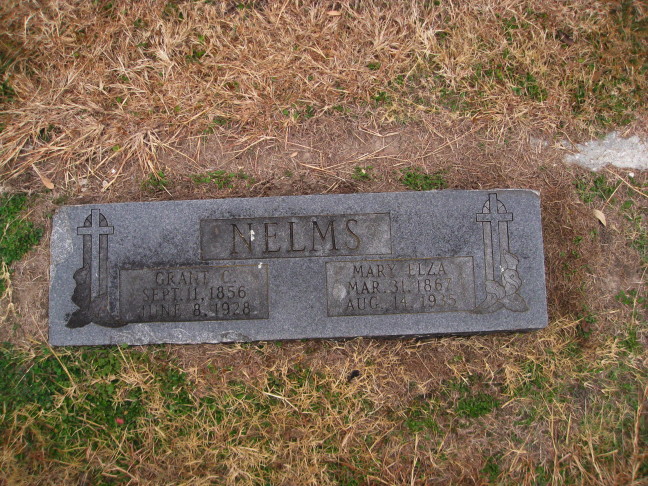 NELMS
GRANT C.
SEPT. 11, 1856
JUNE 8, 1928
MARY ELZA
MAR. 31, 1867
AUG. 14, 1935